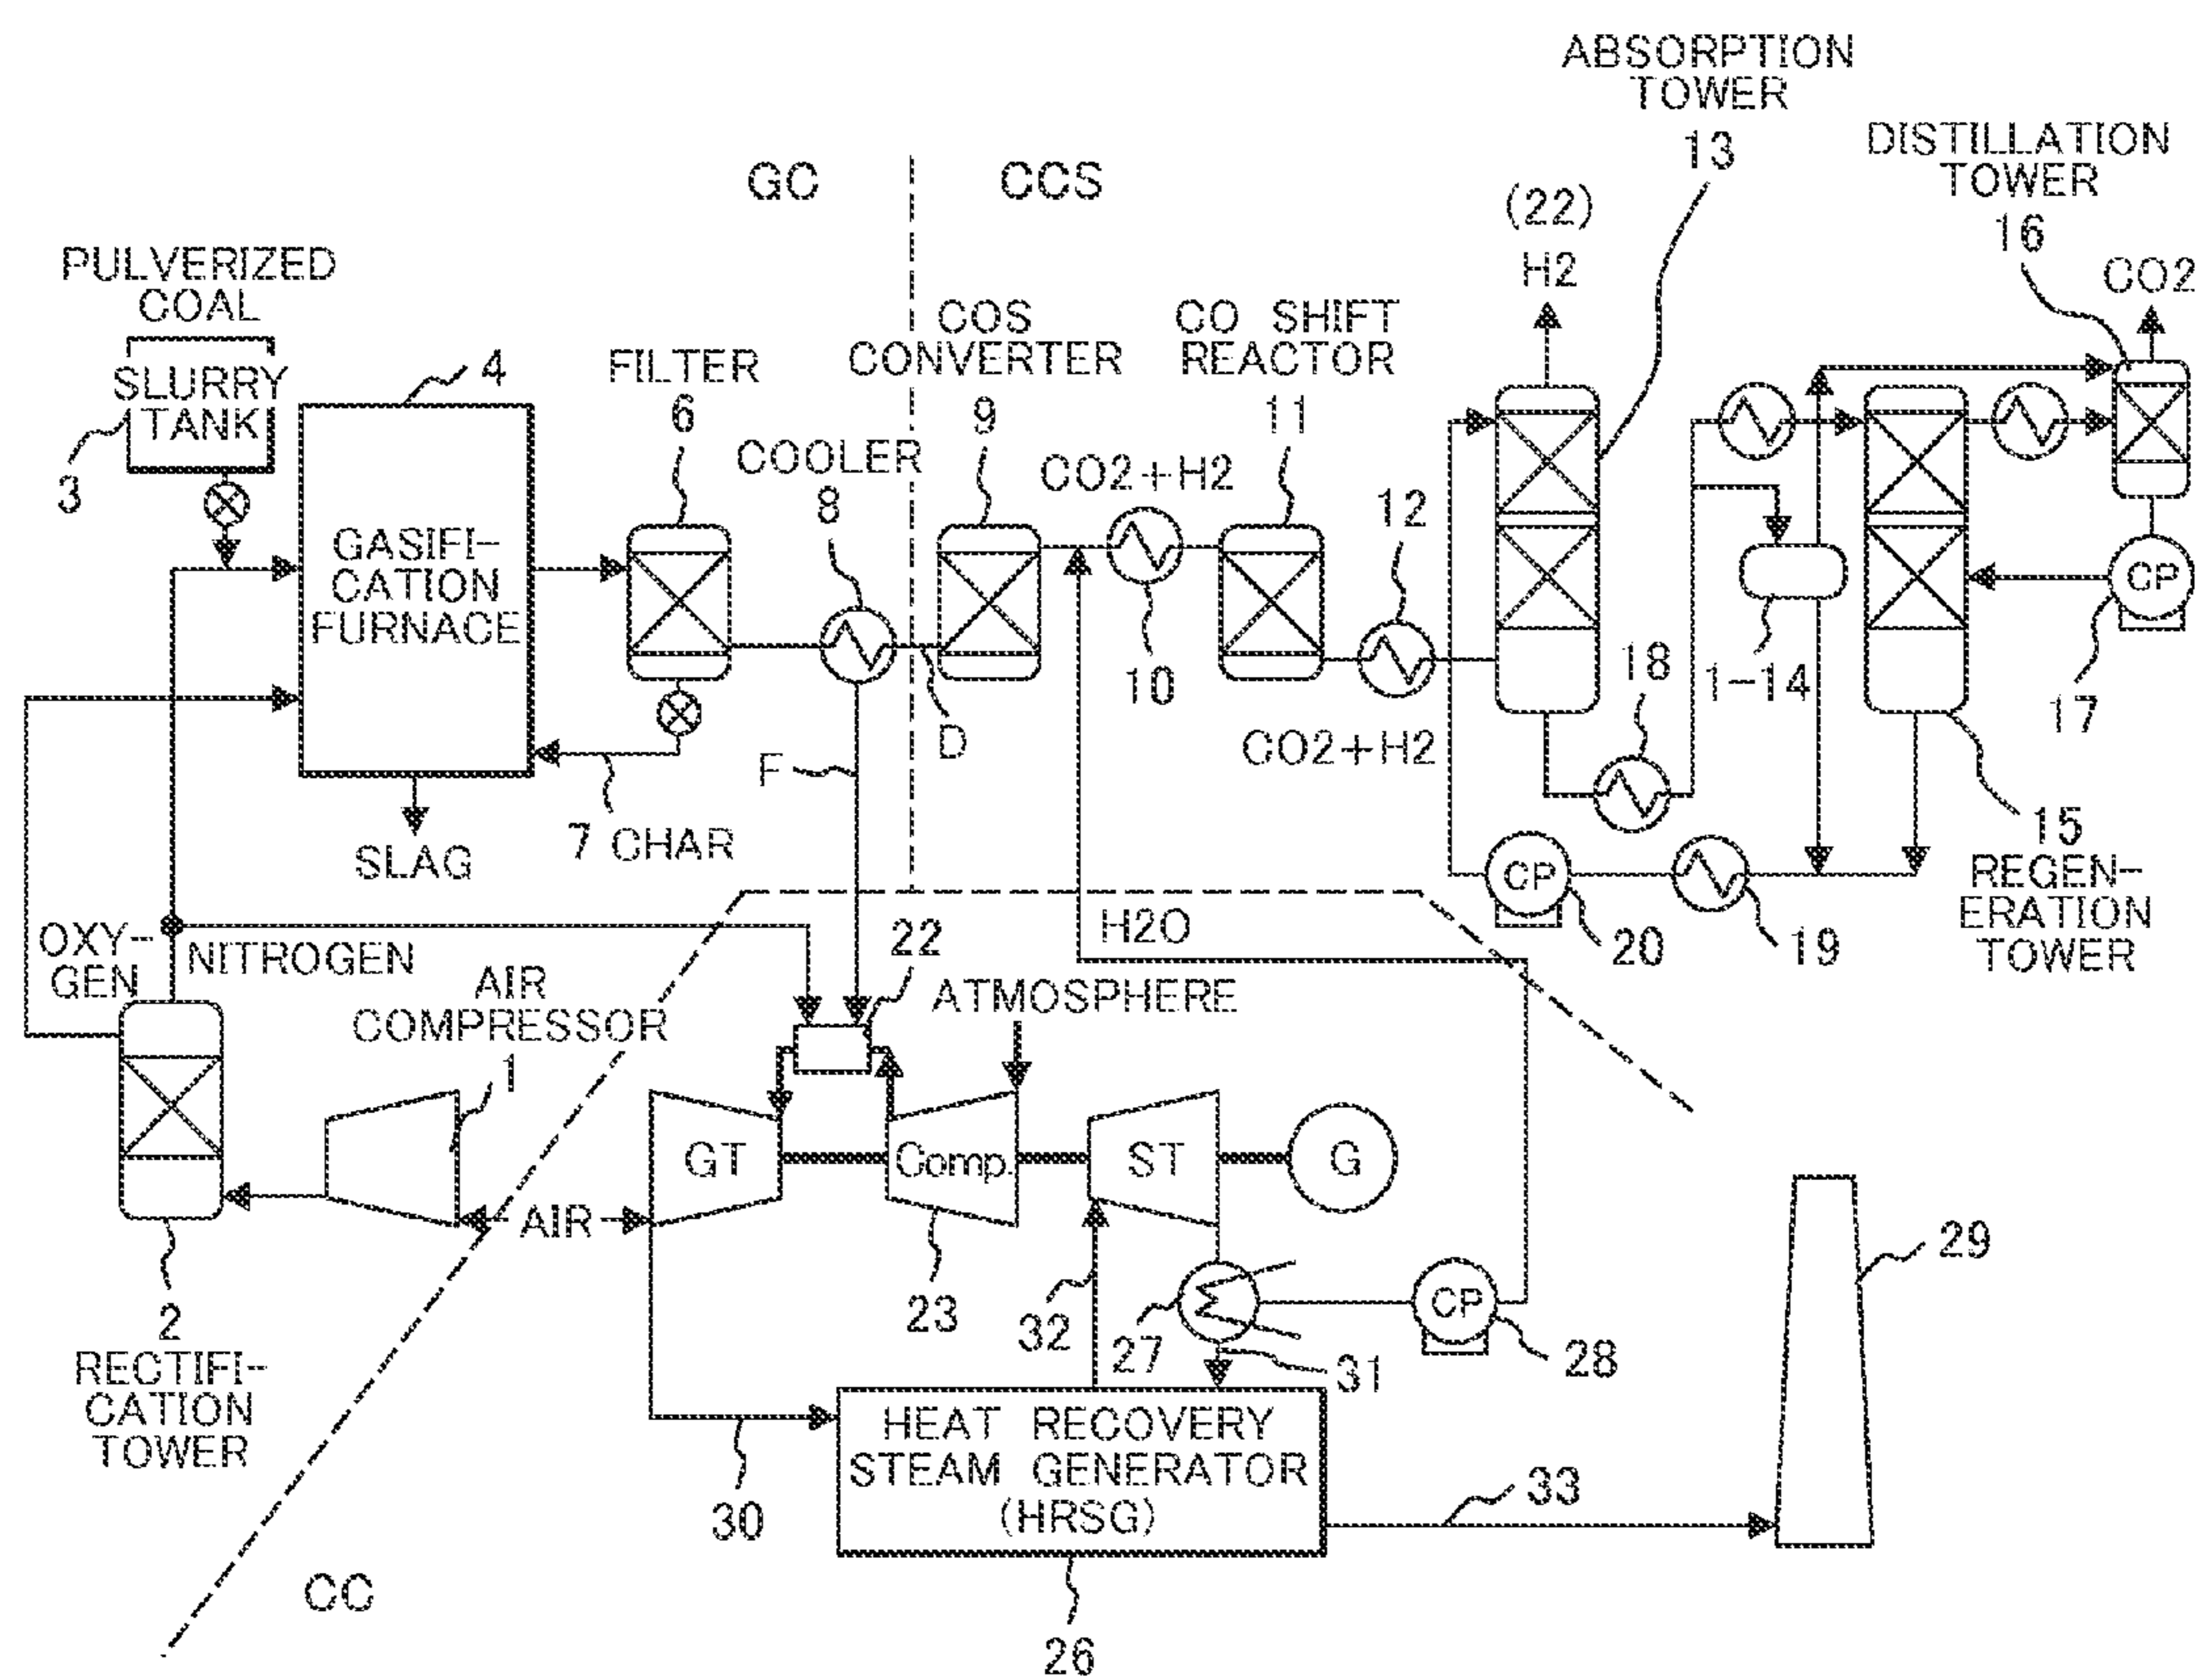 ABSORPTION
TOWER
13
DISTILLATION
TOWER
16
GC
CCS
(22)
H2
CO2
PULVERIZED
COAL
SLURRY
TANK
3
4
FILTER
6
COS
CONVERTER
9
CO SHIFT
REACTOR
11
COOLER
8
CO2+H2
12
GASIFI-
CATION
FURNACE
10
CP
17
18
1-14
D
F
CO2+H2
7 CHAR
SLAG
15
REGEN-
ERATION
TOWER
CP
20
19
OXY-
GEN
NITROGEN
H2O
22
AIR
COMPRESSOR
1
ATMOSPHERE
GT
Comp.
ST
G
AIR
2
RECTIFI-
CATION
TOWER
23
32
27
CP
28
31
29
30
HEAT RECOVERY
STEAM GENERATOR
(HRSG)
33
CC
26